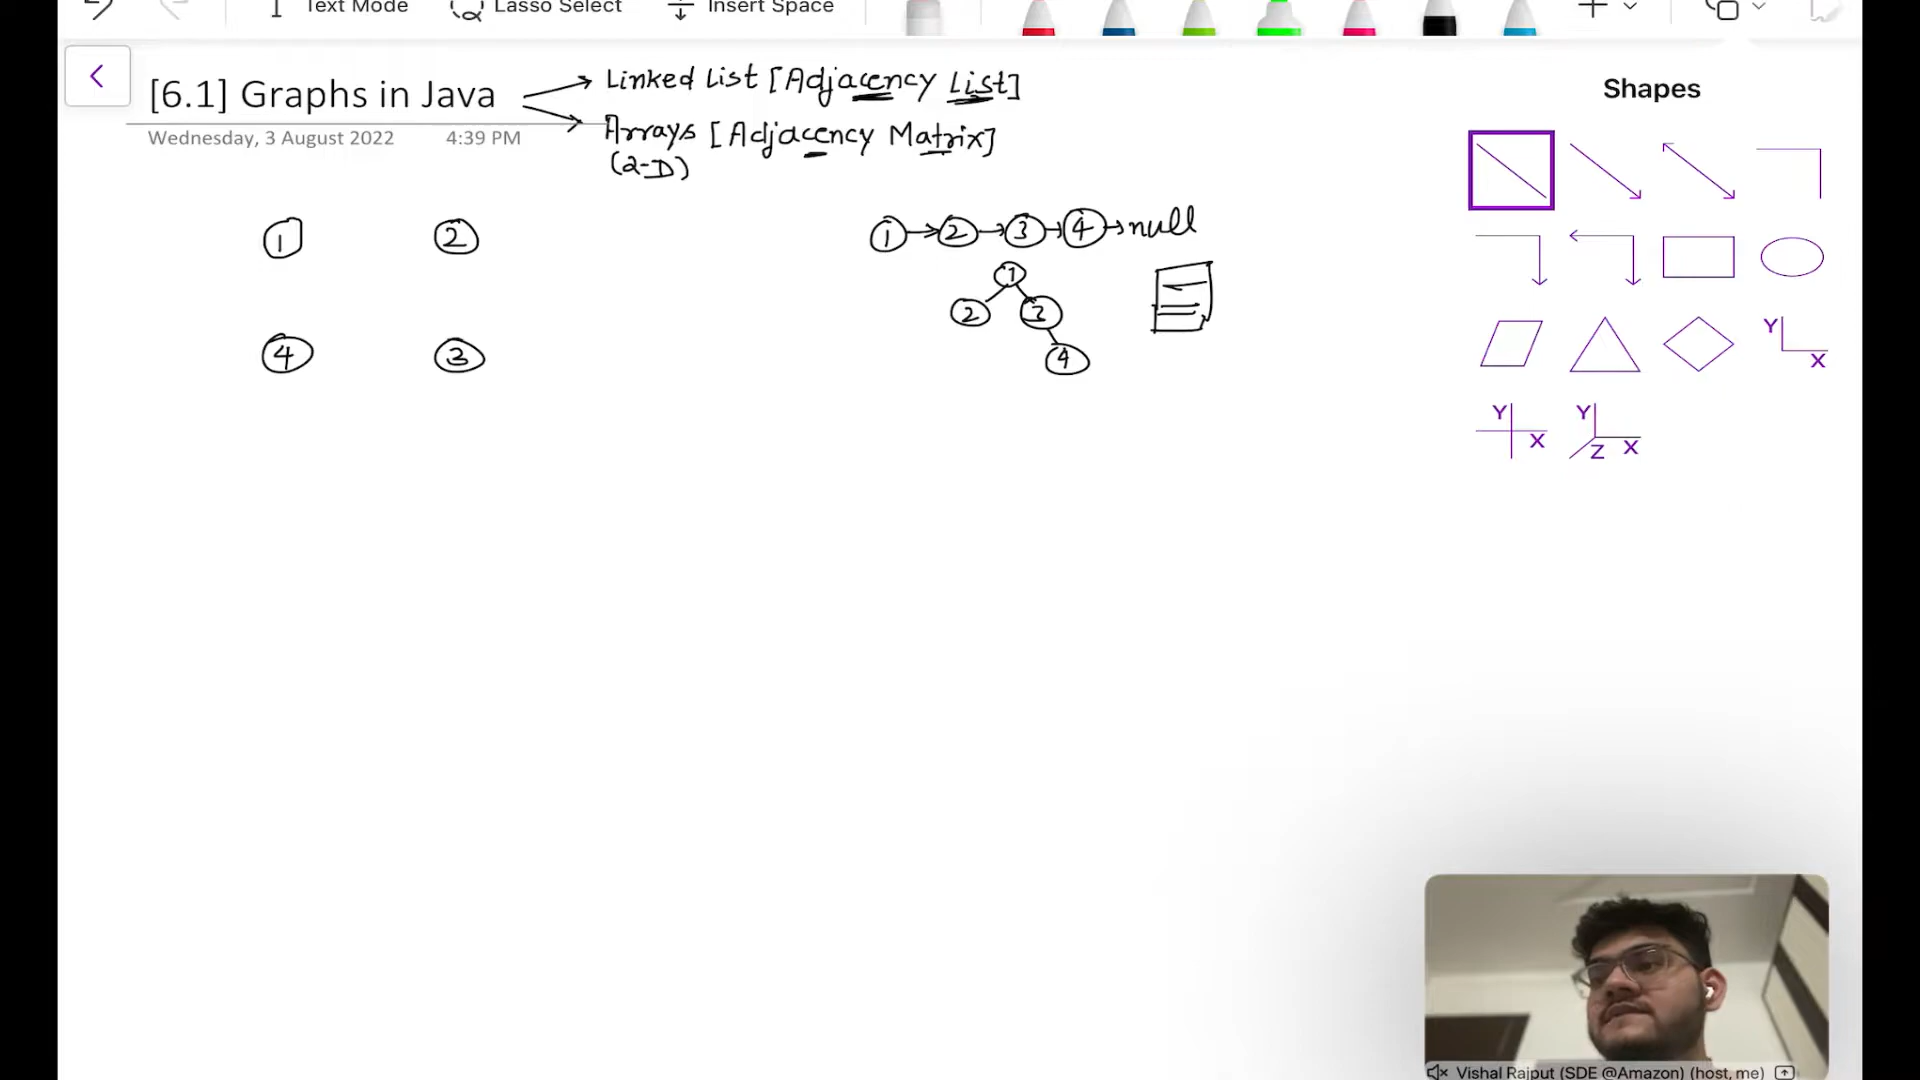 Text Mode
Lasso Select
Insert Space
[6.1] Graphs in Java
Linked List [Adjacency List]
Wednesday, 3 August 2022 4:39 PM
Arrays [Adjacency Matrix]
(2-D)
1 2
4 3
1 → 2 → 3 → 4 → null
1
2 3
4
Shapes
Y
X
Y
X
Y
Z X
Vishal Rajput (SDE @Amazon) (host, me)